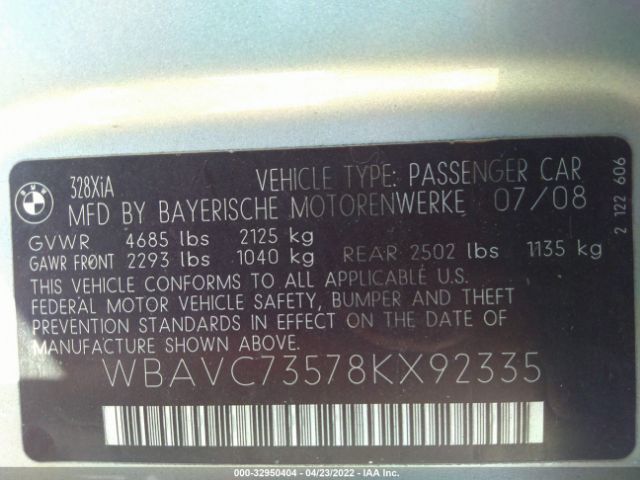 BMW
328XiA VEHICLE TYPE: PASSENGER CAR
MFD BY BAYERISCHE MOTORENWERKE 07/08
GVWR 4685 lbs 2125 kg
GAWR FRONT 2293 lbs 1040 kg REAR 2502 lbs 1135 kg
THIS VEHICLE CONFORMS TO ALL APPLICABLE U.S.
FEDERAL MOTOR VEHICLE SAFETY, BUMPER AND THEFT
PREVENTION STANDARDS IN EFFECT ON THE DATE OF
MANUFACTURE SHOWN ABOVE.
WBAVC73578KX92335
2 122 606
000-32950404 - 04/23/2022 - IAA Inc.